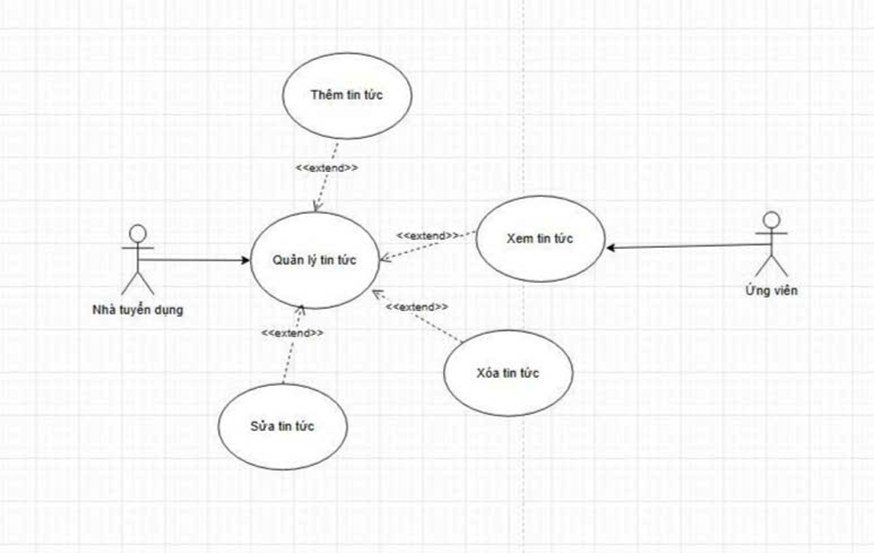 Thêm tin tức
<<extend>>
<<extend>>
Xem tin tức
Quản lý tin tức
Nhà tuyển dụng
Ứng viên
<<extend>>
<<extend>>
Xóa tin tức
Sửa tin tức